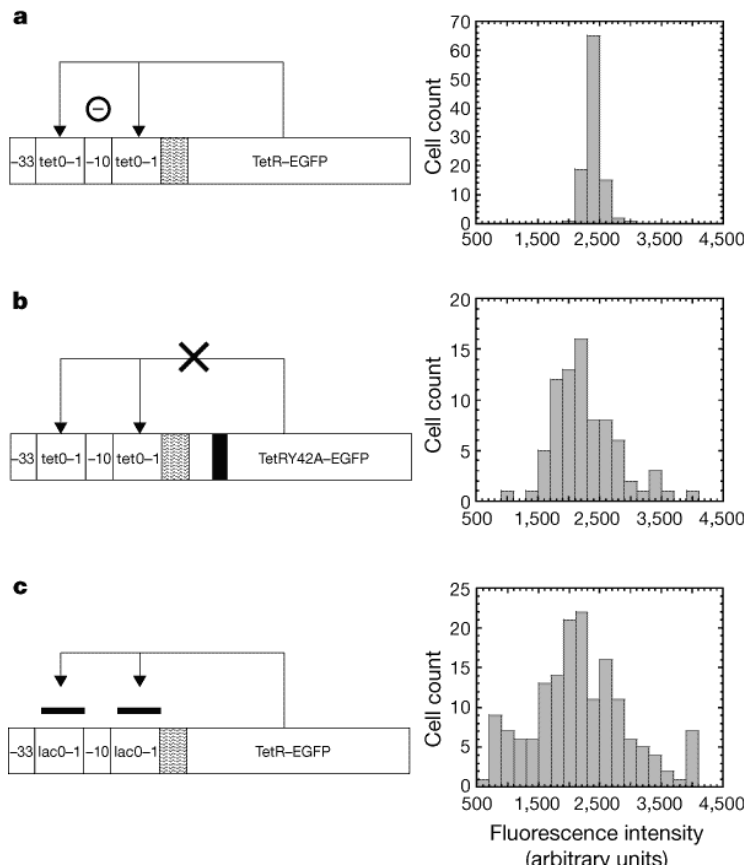 a
−33 tet0−1 −10 tet0−1 TetR−EGFP
−
Cell count
70
60
50
40
30
20
10
0
500 1,500 2,500 3,500 4,500
b
−33 tet0−1 −10 tet0−1 TetRY42A−EGFP
Cell count
20
15
10
5
0
500 1,500 2,500 3,500 4,500
c
−33 lac0−1 −10 lac0−1 TetR−EGFP
Cell count
25
20
15
10
5
0
500 1,500 2,500 3,500 4,500
Fluorescence intensity
(arbitrary units)